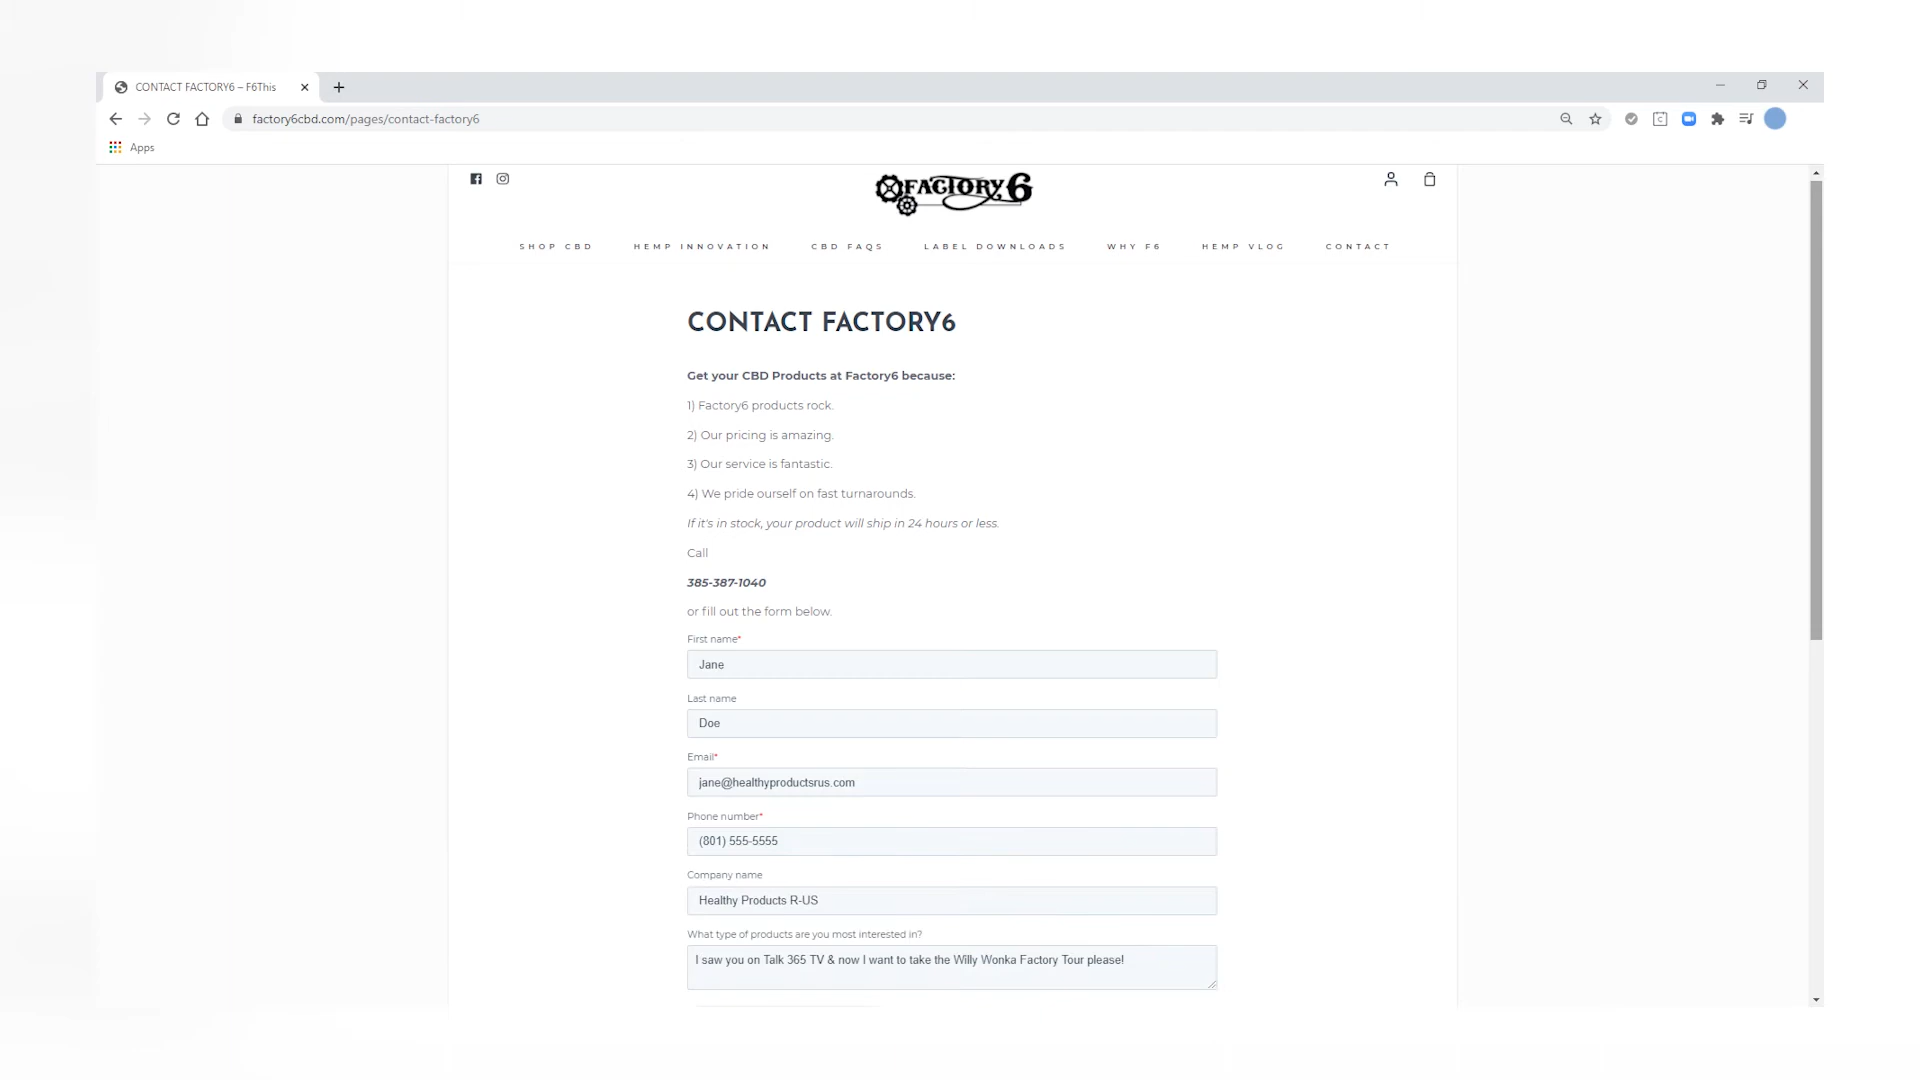 CONTACT FACTORY6 – F6This
factory6cbd.com/pages/contact-factory6
Apps
FACTORY 6
SHOP CBD HEMP INNOVATION CBD FAQS LABEL DOWNLOADS WHY F6 HEMP VLOG CONTACT
CONTACT FACTORY6
Get your CBD Products at Factory6 because:
1) Factory6 products rock.
2) Our pricing is amazing.
3) Our service is fantastic.
4) We pride ourself on fast turnarounds.
If it's in stock, your product will ship in 24 hours or less.
Call
385-387-1040
or fill out the form below.
First name*
Jane
Last name
Doe
Email*
jane@healthyproductsrus.com
Phone number*
(801) 555-5555
Company name
Healthy Products R-US
What type of products are you most interested in?
I saw you on Talk 365 TV & now I want to take the Willy Wonka Factory Tour please!